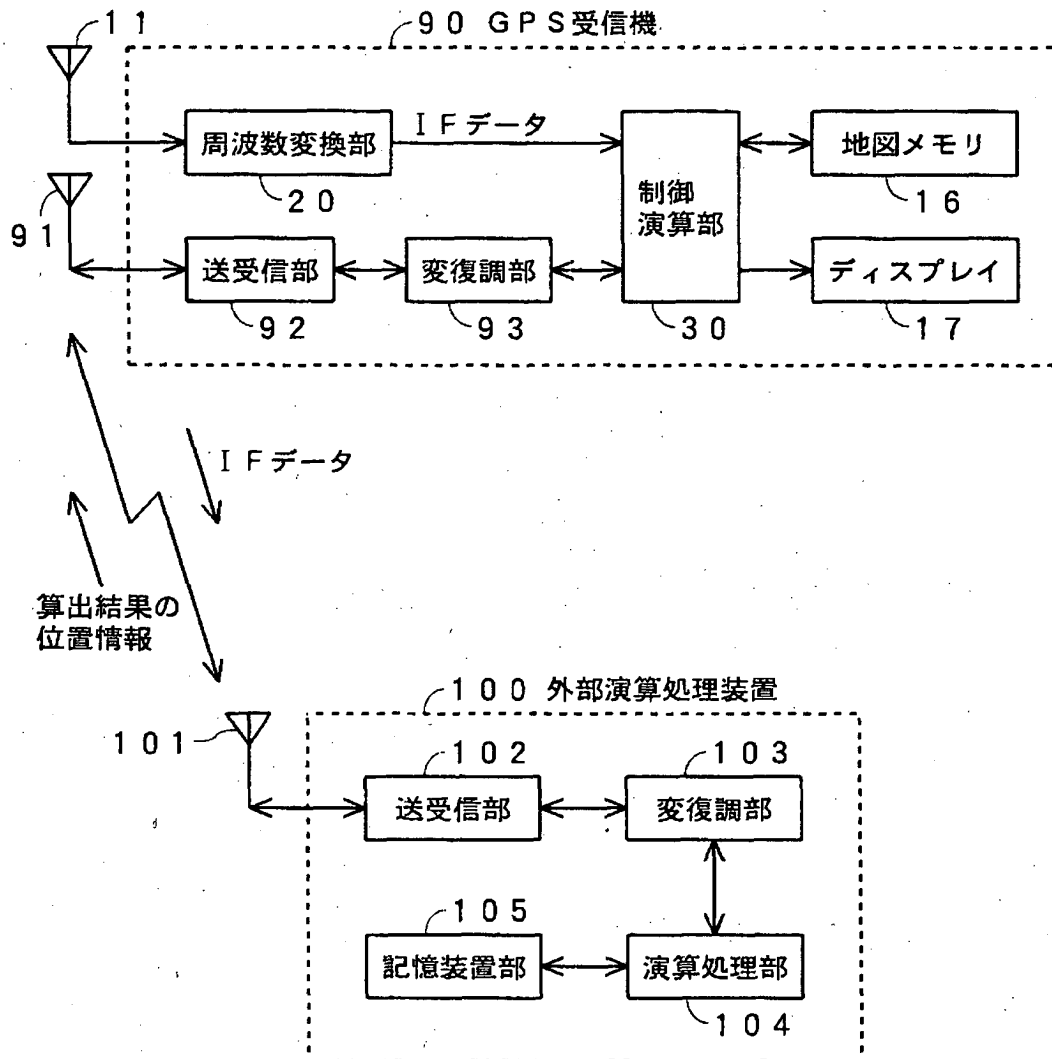 11
90 GPS受信機
周波数変換部
IFデータ
制御
演算部
地図メモリ
20
16
91
送受信部
変復調部
ディスプレイ
92
93
30
17
IFデータ
算出結果の
位置情報
100 外部演算処理装置
101
102
103
送受信部
変復調部
105
記憶装置部
演算処理部
104